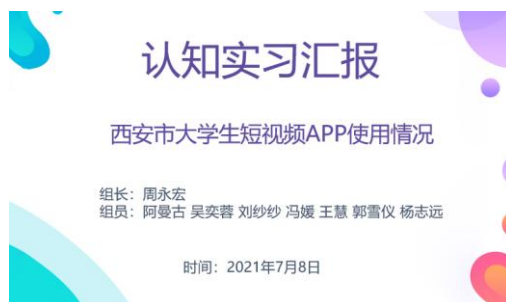 认知实习汇报
西安市大学生短视频APP使用情况
组长：周永宏
组员：阿曼古 吴奕蓉 刘纱纱 冯媛 王慧 郭雪仪 杨志远
时间：2021年7月8日